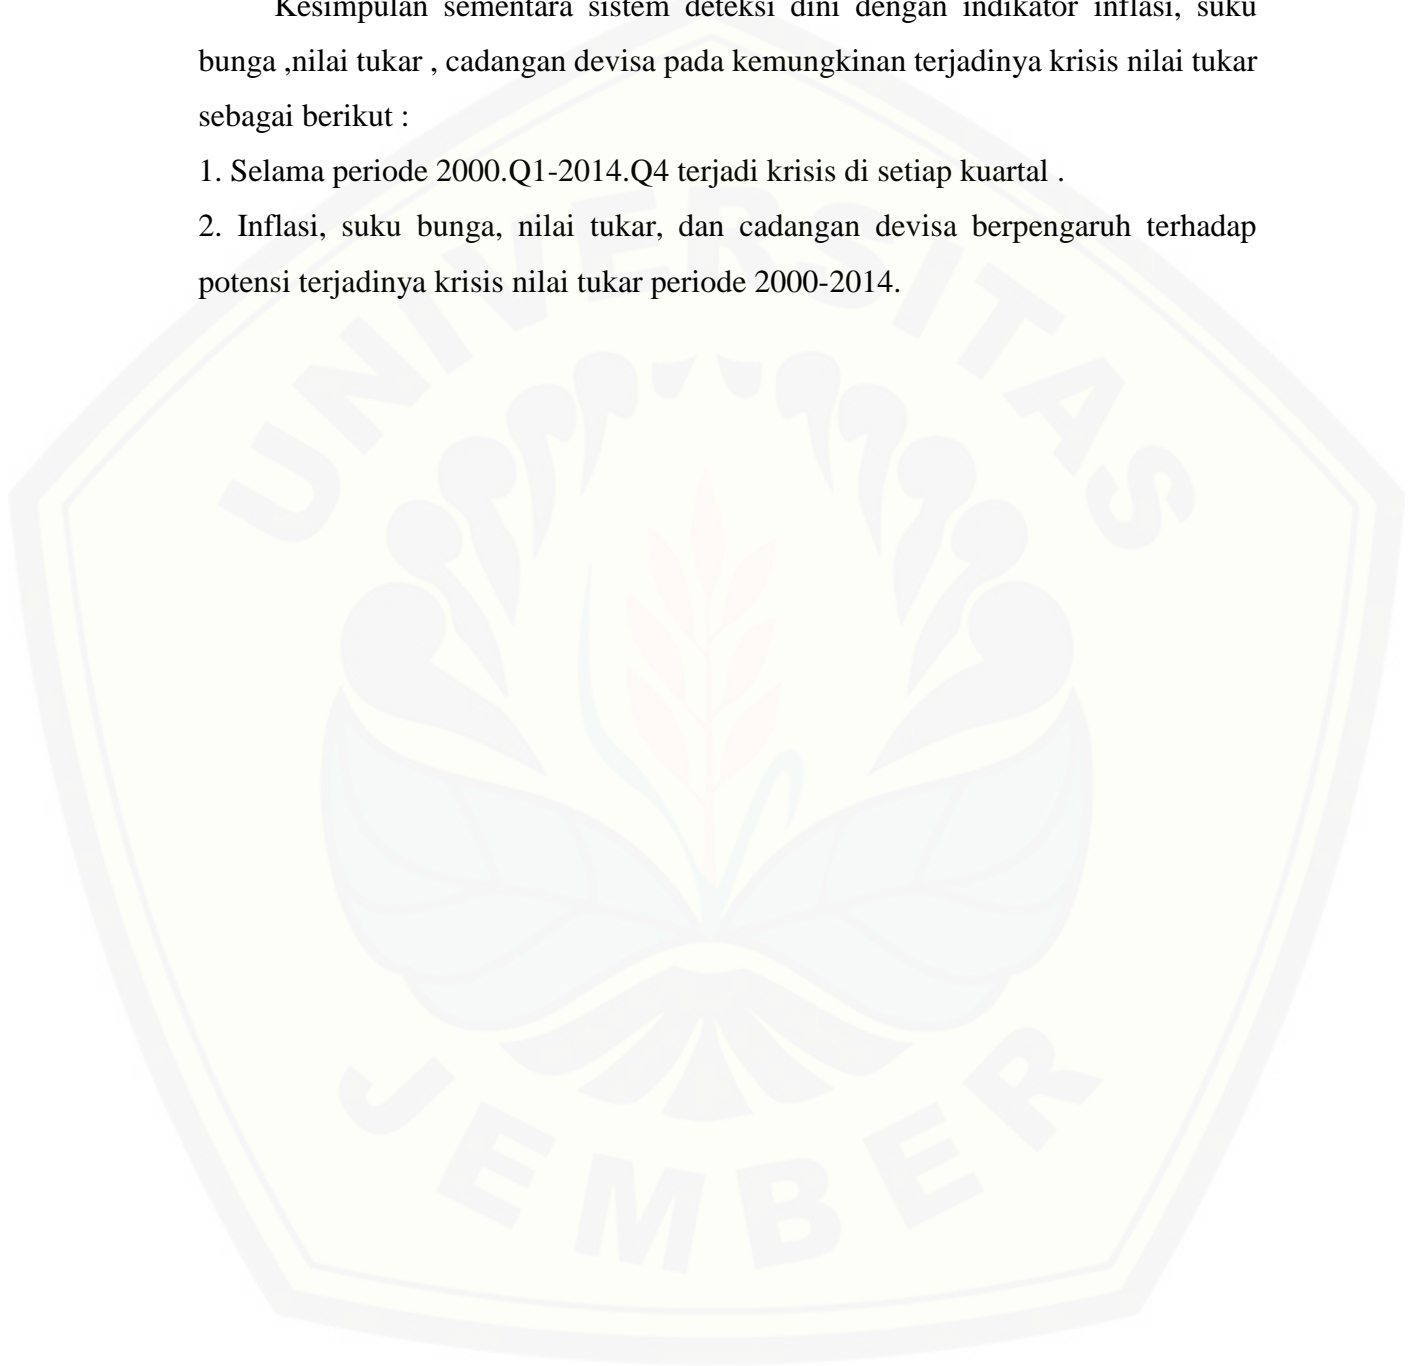 Kesimpulan sementara sistem deteksi dini dengan indikator inflasi, suku
bunga ,nilai tukar , cadangan devisa pada kemungkinan terjadinya krisis nilai tukar
sebagai berikut :
1. Selama periode 2000.Q1-2014.Q4 terjadi krisis di setiap kuartal .
2. Inflasi, suku bunga, nilai tukar, dan cadangan devisa berpengaruh terhadap
potensi terjadinya krisis nilai tukar periode 2000-2014.
UNIVERSITAS
JEMBER